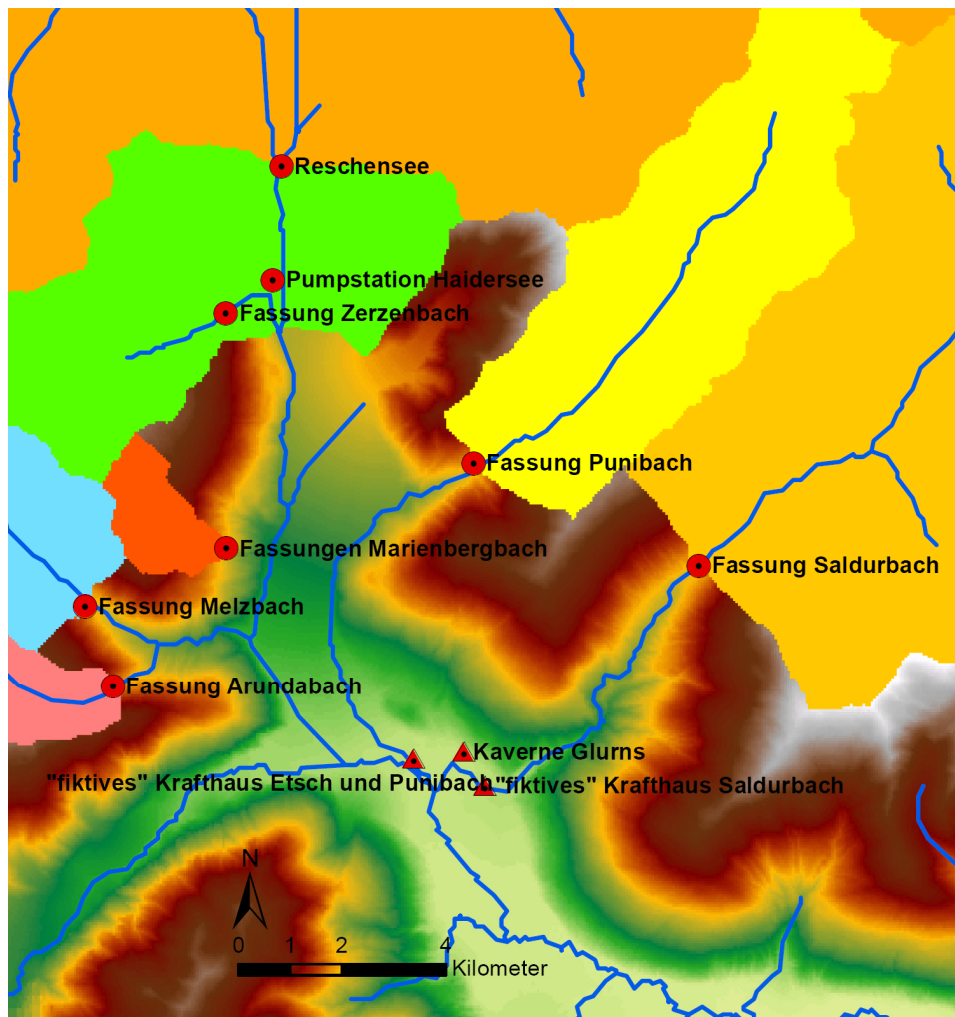 Reschensee
Pumpstation Haidersee
Fassung Zerzenbach
Fassung Punibach
Fassungen Marienbergbach
Fassung Saldurbach
Fassung Melzbach
Fassung Arundabach
Kaverne Glurns
"fiktives" Krafthaus Etsch und Punibach
"fiktives" Krafthaus Saldurbach
N
0 1 2 4
Kilometer